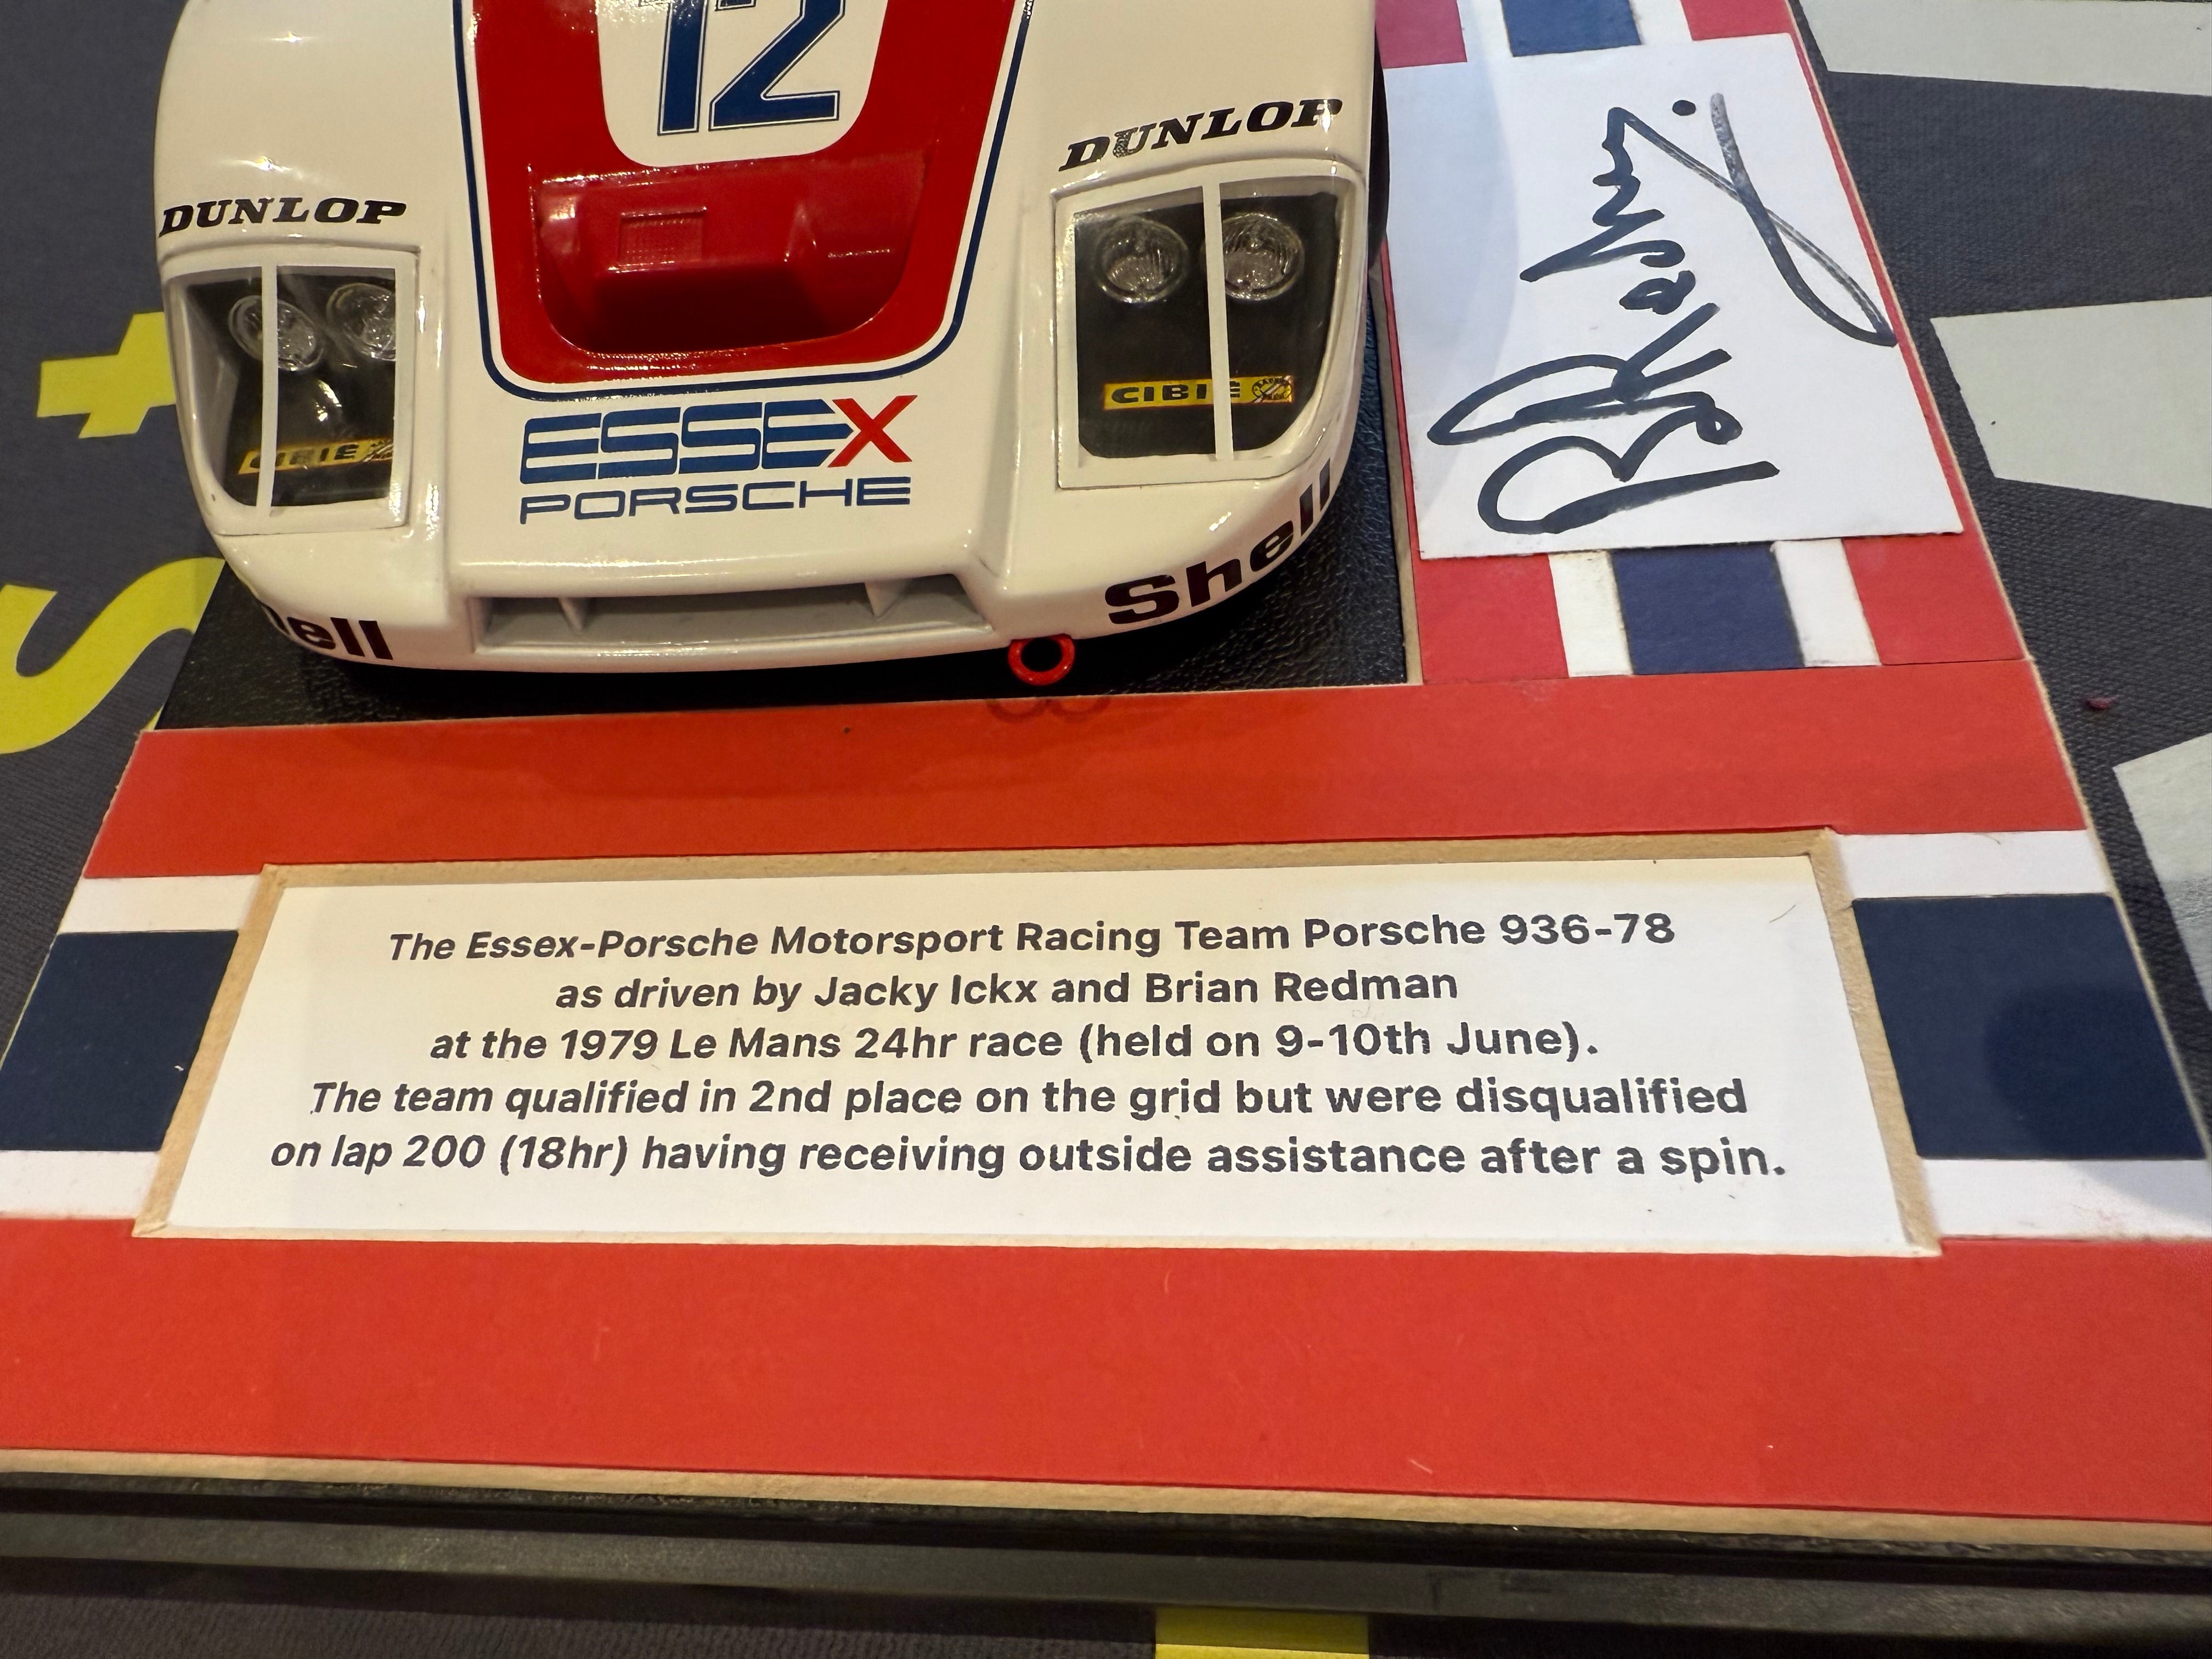 12
DUNLOP
DUNLOP
CIBIE
CIBIE
ESSEX
PORSCHE
Shell
ell
The Essex-Porsche Motorsport Racing Team Porsche 936-78
as driven by Jacky Ickx and Brian Redman
at the 1979 Le Mans 24hr race (held on 9-10th June).
The team qualified in 2nd place on the grid but were disqualified
on lap 200 (18hr) having receiving outside assistance after a spin.
st